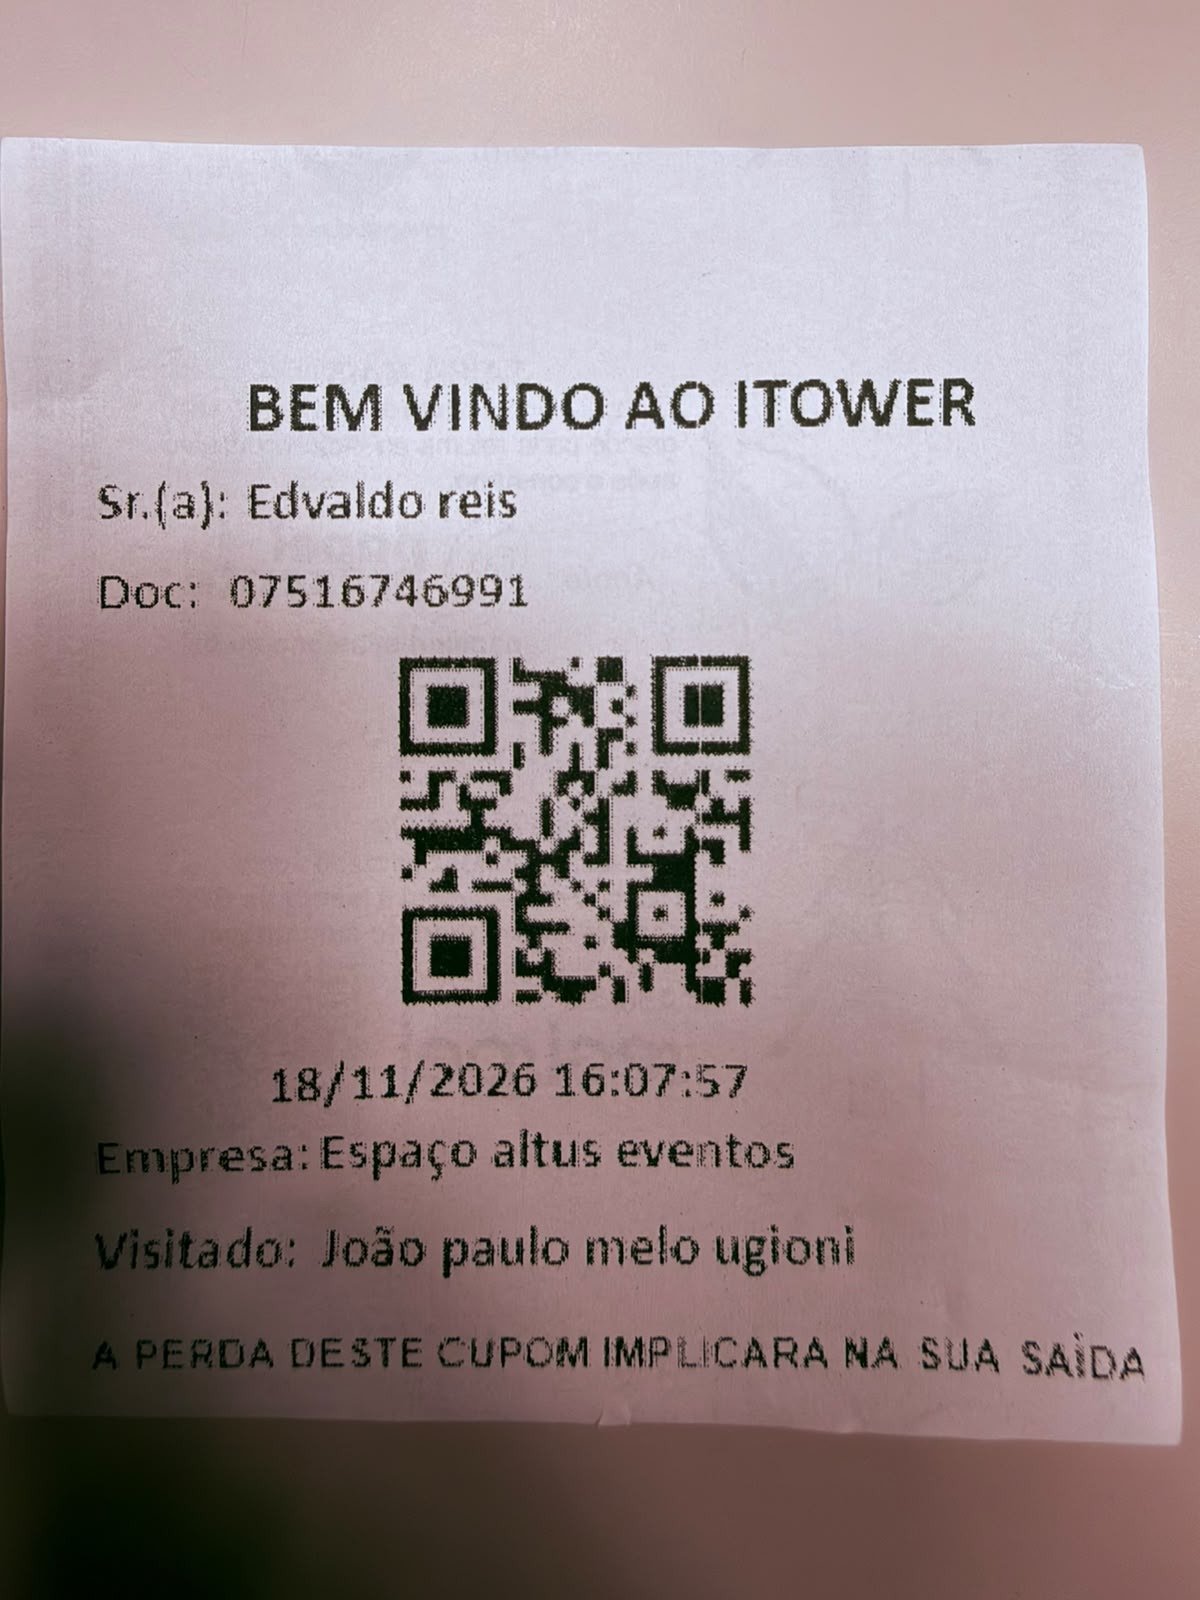 BEM VINDO AO ITOWER
Sr.(a): Edvaldo reis
Doc: 07516746991
18/11/2026 16:07:57
Empresa: Espaço altus eventos
Visitado: João paulo melo ugioni
A PERDA DESTE CUPOM IMPLICARA NA SUA SAÍDA